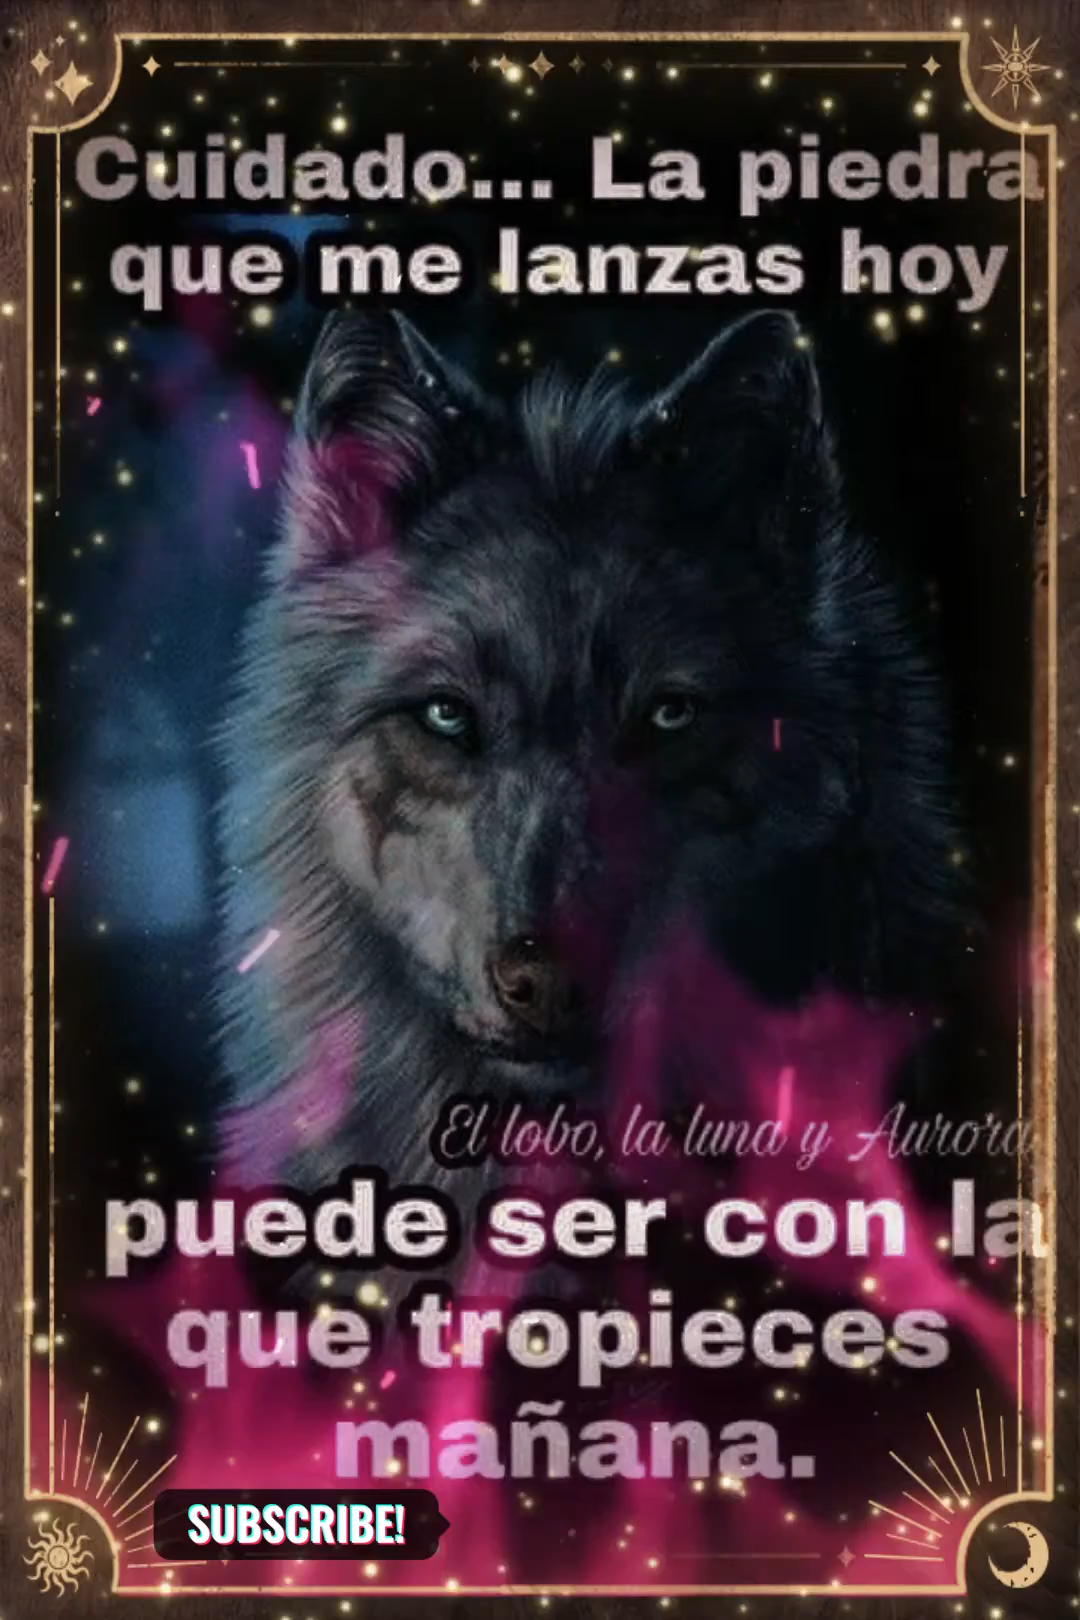 Cuidado... La piedra
que me lanzas hoy
El lobo, la luna y Aurora
puede ser con la
que tropieces
mañana.
SUBSCRIBE!